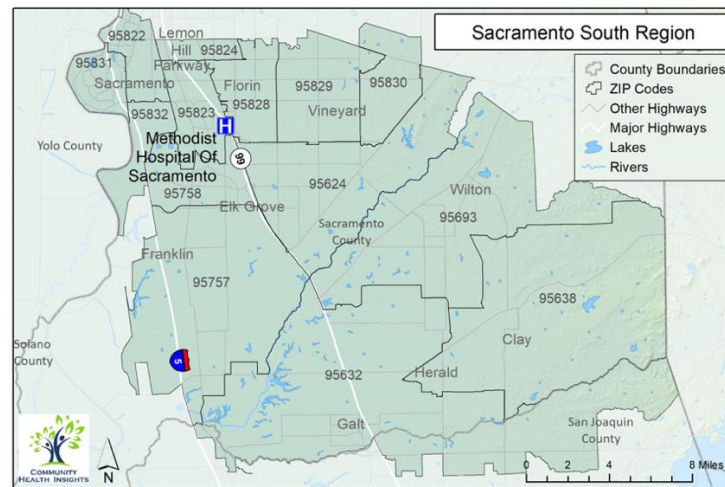 Sacramento South Region
County Boundaries
ZIP Codes
Other Highways
Major Highways
Lakes
Rivers
95822
Lemon
Hill
95824
Parkway
95831
Sacramento
Florin
95829
95830
95832
95823
95828
Vineyard
Methodist
Hospital Of
Sacramento
H
99
Yolo County
95758
95624
Elk Grove
Wilton
Sacramento
County
95693
Franklin
95757
95638
Solano
County
5
Clay
95632
Herald
Galt
San Joaquin
County
COMMUNITY
HEALTH INSIGHTS
N
0 2 4 8 Miles